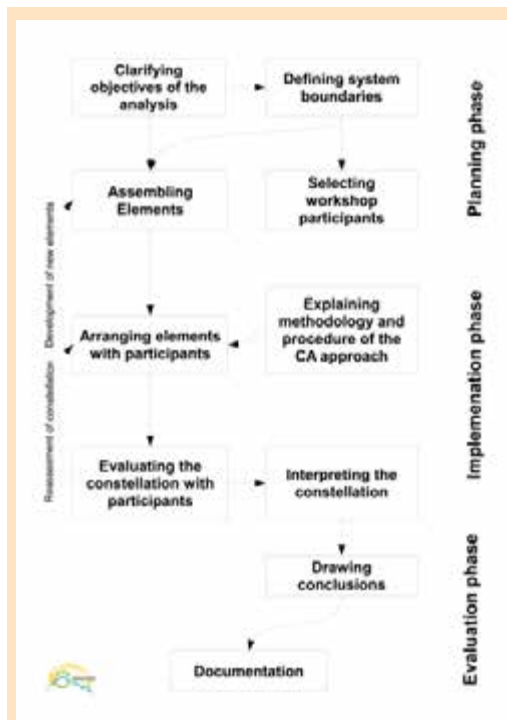 Clarifying
objectives of the
analysis
Defining system
boundaries
Planning phase
Assembling
Elements
Selecting
workshop
participants
Development of new elements
Arranging elements
with participants
Explaining
methodology and
procedure of the
CA approach
Implemenation phase
Reassessment of constellation
Evaluating the
constellation with
participants
Interpreting the
constellation
Drawing
conclusions
Evaluation phase
Documentation